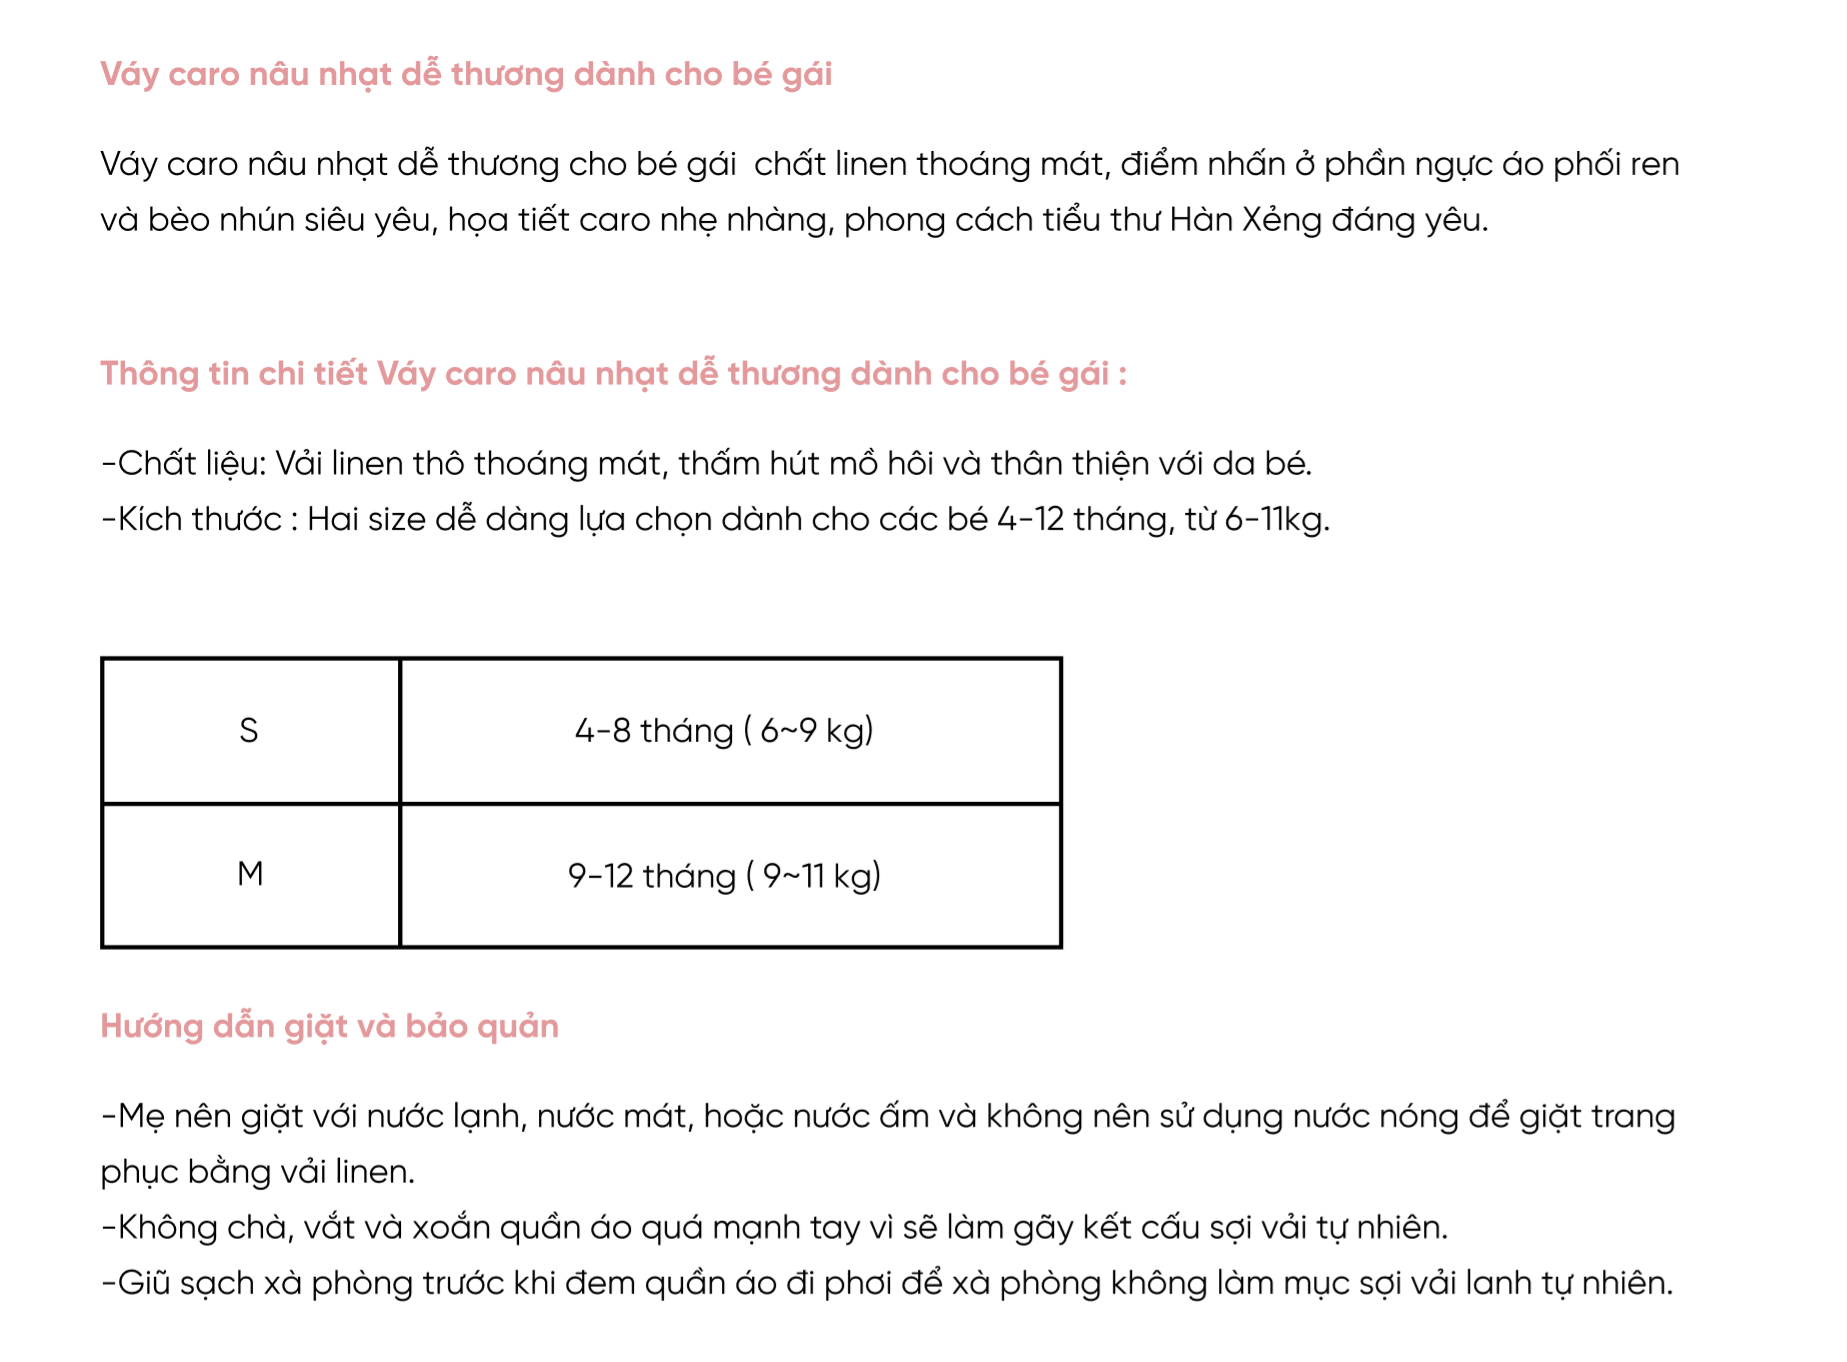 Váy caro nâu nhạt dễ thương dành cho bé gái
Váy caro nâu nhạt dễ thương cho bé gái  chất linen thoáng mát, điểm nhấn ở phần ngực áo phối ren
và bèo nhún siêu yêu, họa tiết caro nhẹ nhàng, phong cách tiểu thư Hàn Xẻng đáng yêu.
Thông tin chi tiết Váy caro nâu nhạt dễ thương dành cho bé gái :
-Chất liệu: Vải linen thô thoáng mát, thấm hút mồ hôi và thân thiện với da bé.
-Kích thước : Hai size dễ dàng lựa chọn dành cho các bé 4-12 tháng, từ 6-11kg.
S
4-8 tháng ( 6~9 kg)
M
9-12 tháng ( 9~11 kg)
Hướng dẫn giặt và bảo quản
-Mẹ nên giặt với nước lạnh, nước mát, hoặc nước ấm và không nên sử dụng nước nóng để giặt trang
phục bằng vải linen.
-Không chà, vắt và xoắn quần áo quá mạnh tay vì sẽ làm gãy kết cấu sợi vải tự nhiên.
-Giũ sạch xà phòng trước khi đem quần áo đi phơi để xà phòng không làm mục sợi vải lanh tự nhiên.